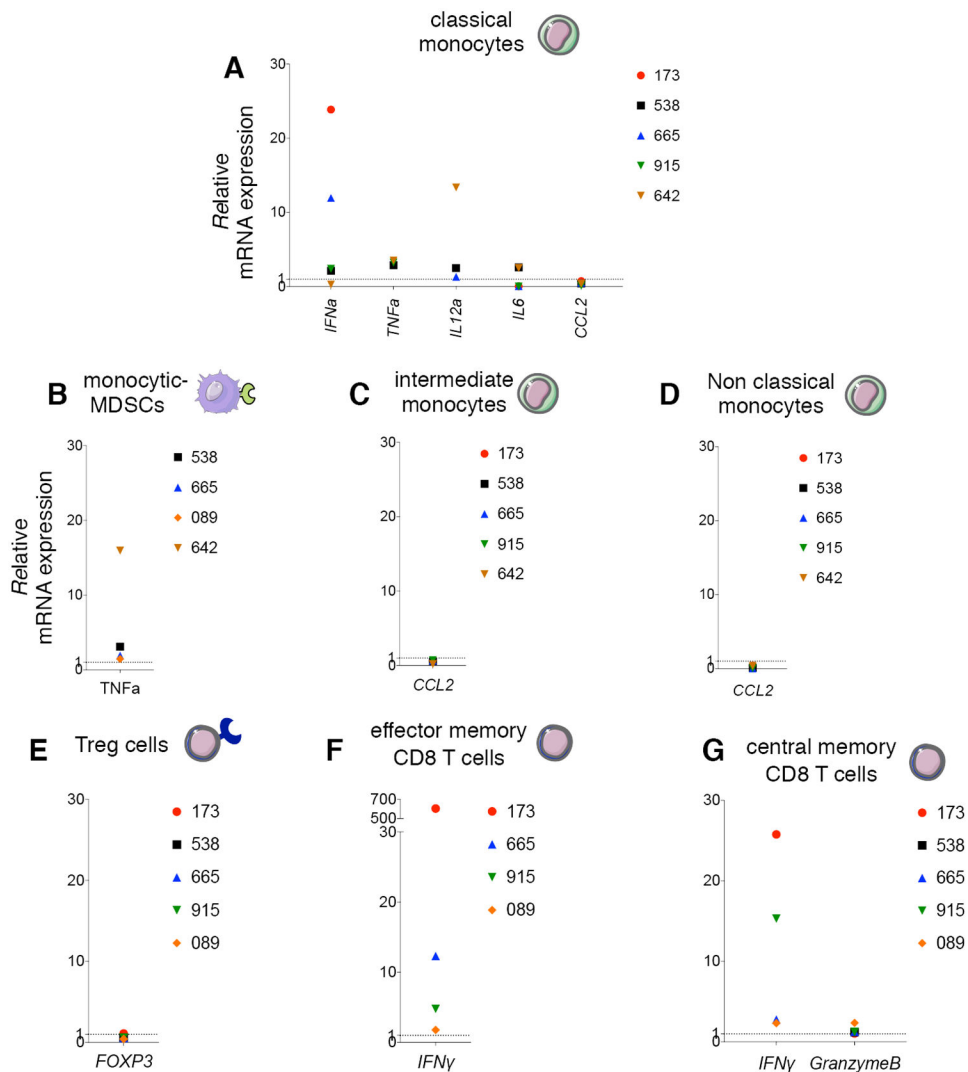 classical
monocytes
A
Relative
mRNA expression
30
20
10
1
0
IFNa
TNFa
IL12a
IL6
CCL2
173
538
665
915
642
B
monocytic-
MDSCs
Relative
mRNA expression
30
20
10
1
0
TNFa
538
665
089
642
C
intermediate
monocytes
30
20
10
1
0
CCL2
173
538
665
915
642
D
Non classical
monocytes
30
20
10
1
0
CCL2
173
538
665
915
642
E
Treg cells
30
20
10
1
0
FOXP3
173
538
665
915
089
F
effector memory
CD8 T cells
700
500
30
20
10
1
0
IFNγ
173
665
915
089
G
central memory
CD8 T cells
30
20
10
1
0
IFNγ GranzymeB
173
538
665
915
089